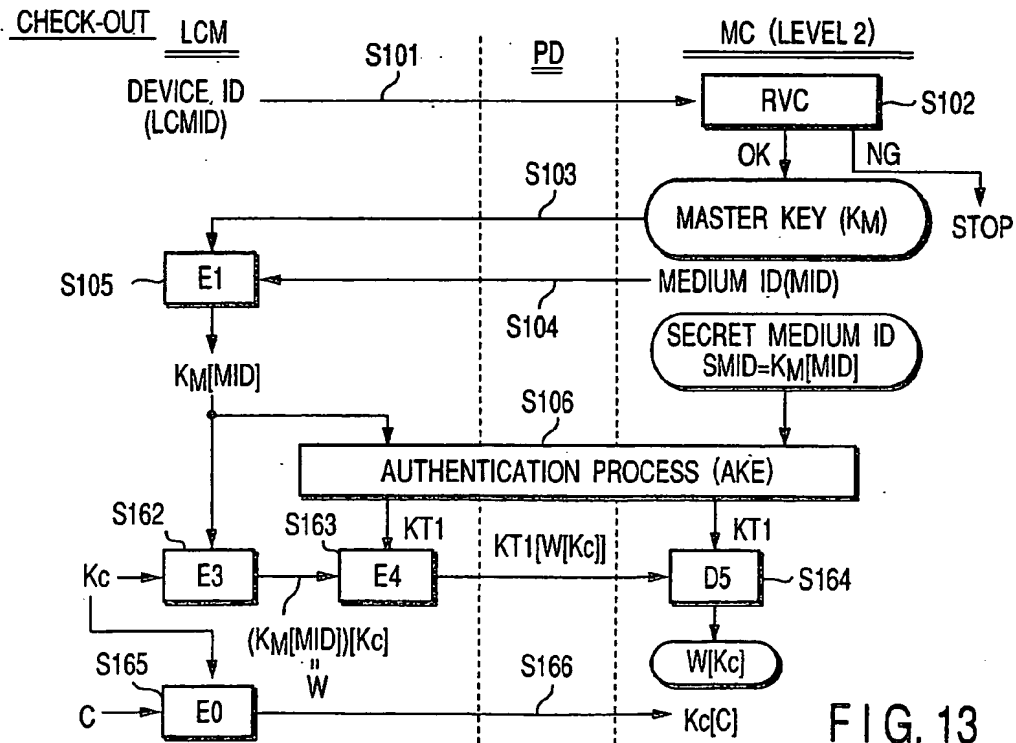 CHECK-OUT
LCM
PD
MC (LEVEL 2)
S101
DEVICE, ID
(LCMID)
RVC
S102
OK
NG
STOP
S103
MASTER KEY (KM)
S105
E1
MEDIUM ID(MID)
S104
KM[MID]
SECRET MEDIUM ID
SMID=KM[MID]
S106
AUTHENTICATION PROCESS (AKE)
S162
S163
KT1
KT1[W[Kc]]
KT1
Kc
E3
E4
D5
S164
(KM[MID])[Kc]
"
W
W[Kc]
S165
S166
C
E0
Kc[C]
FIG. 13